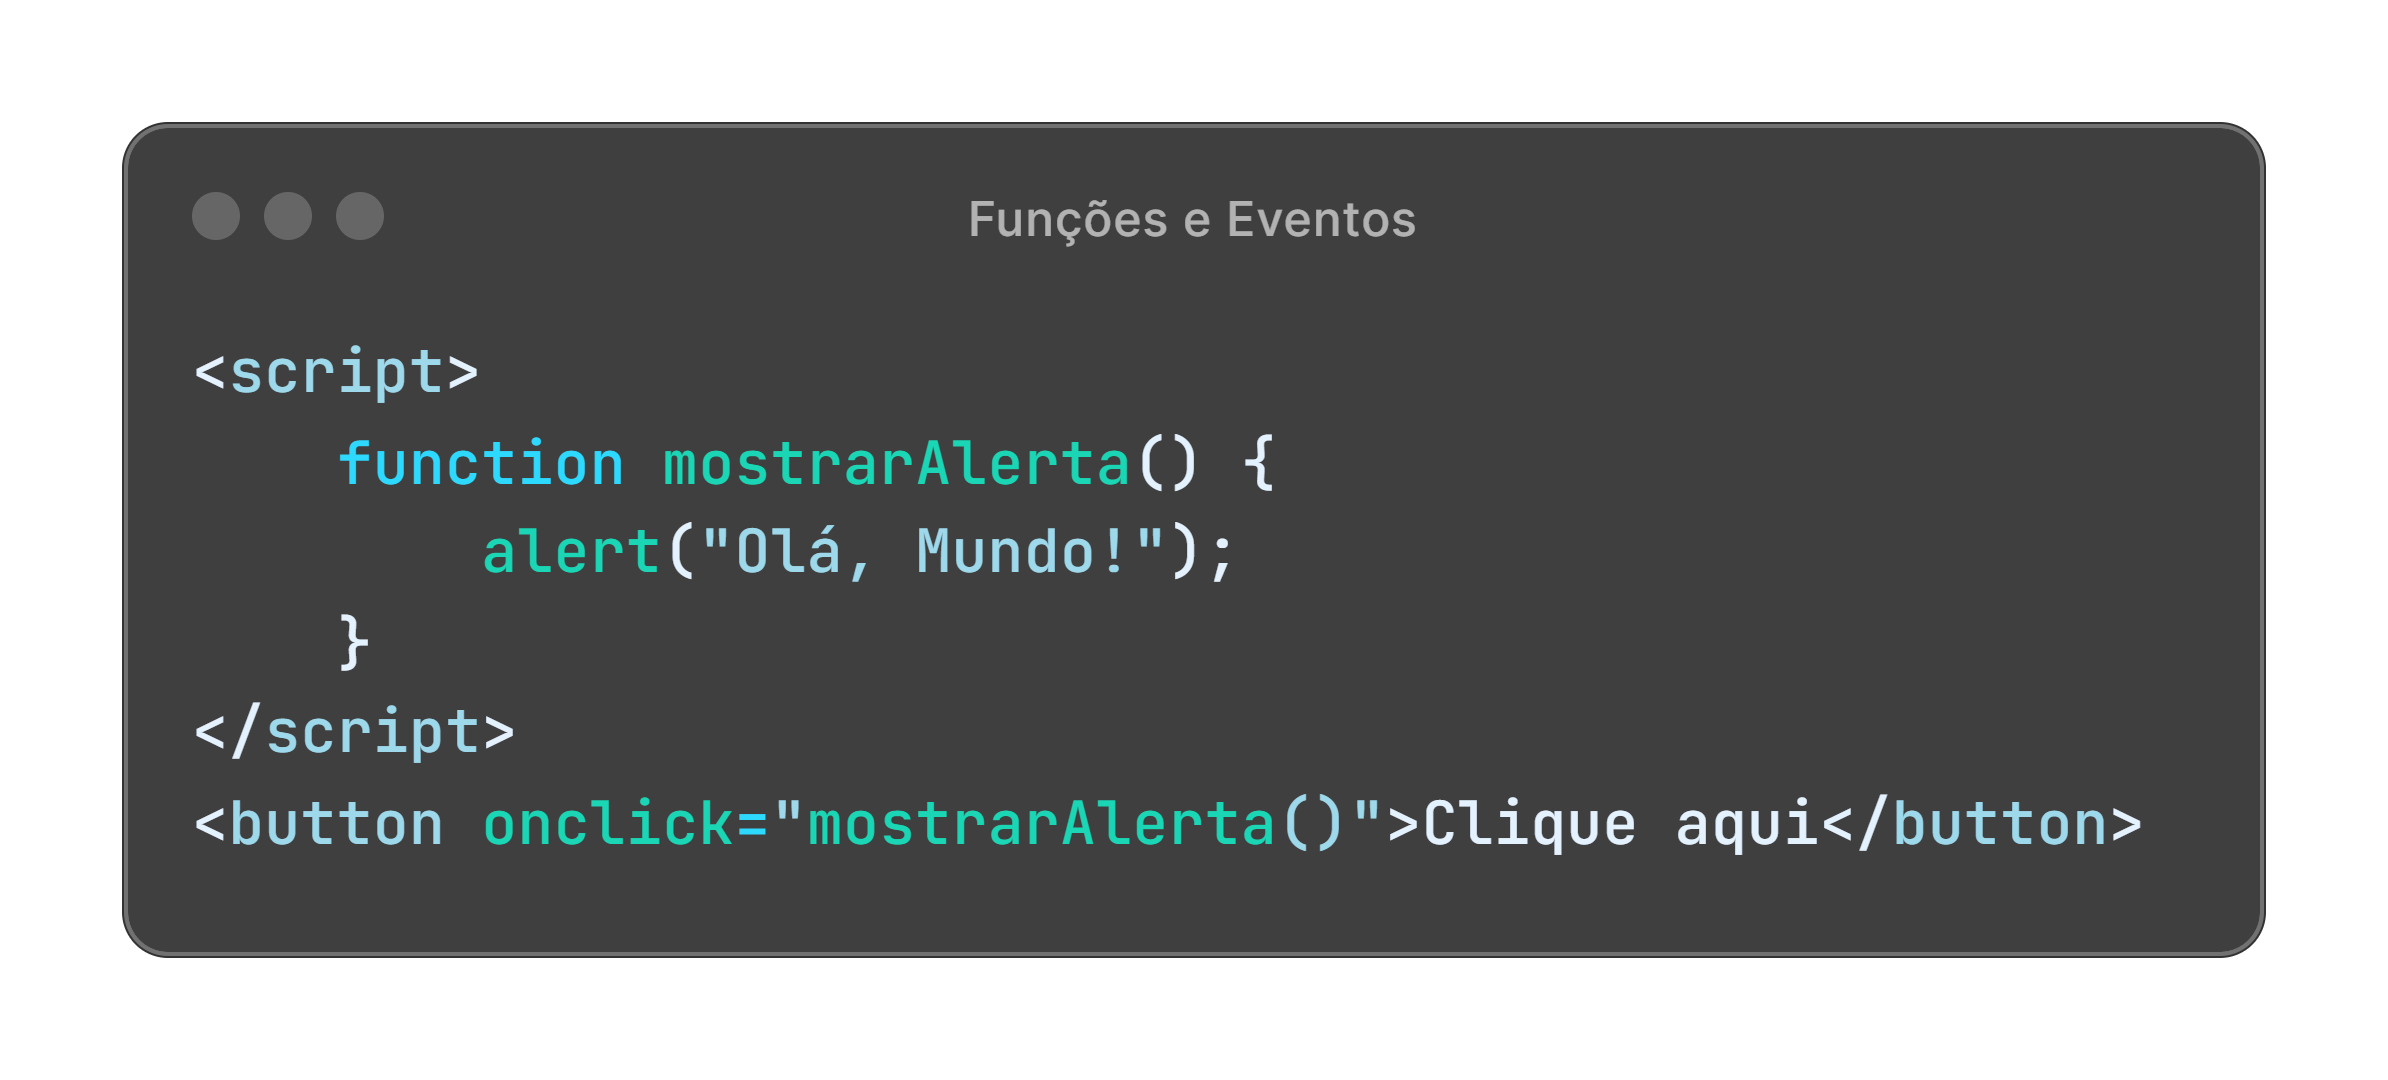 Funções e Eventos
<script>
    function mostrarAlerta() {
        alert("Olá, Mundo!");
    }
</script>
<button onclick="mostrarAlerta()">Clique aqui</button>